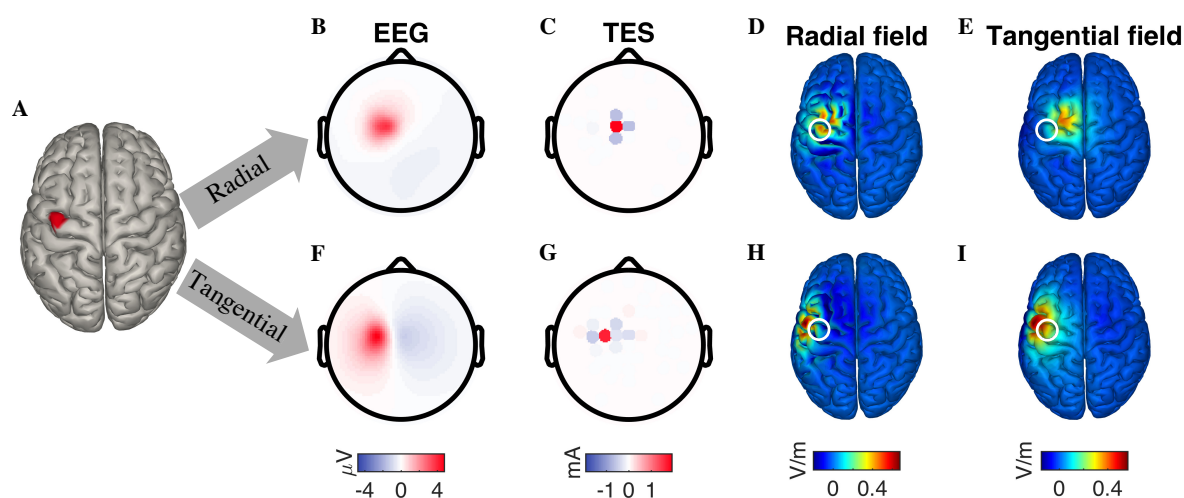 B EEG C TES D Radial field E Tangential field
A
Radial
Tangential
F G H I
μV -4 0 4
mA -1 0 1
V/m 0 0.4
V/m 0 0.4